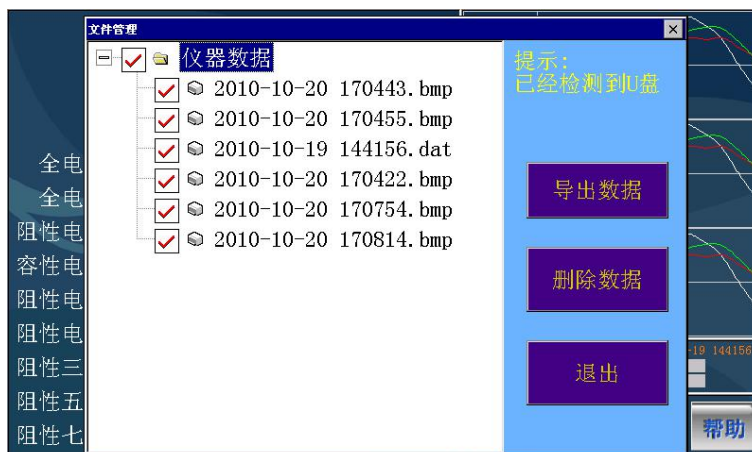 文件管理
仪器数据
2010-10-20 170443.bmp
2010-10-20 170455.bmp
2010-10-19 144156.dat
2010-10-20 170422.bmp
2010-10-20 170754.bmp
2010-10-20 170814.bmp
提示:
已经检测到U盘
导出数据
删除数据
退出
全电
全电
阻性电
容性电
阻性电
阻性电
阻性三
阻性五
阻性七
-19 144156
帮助